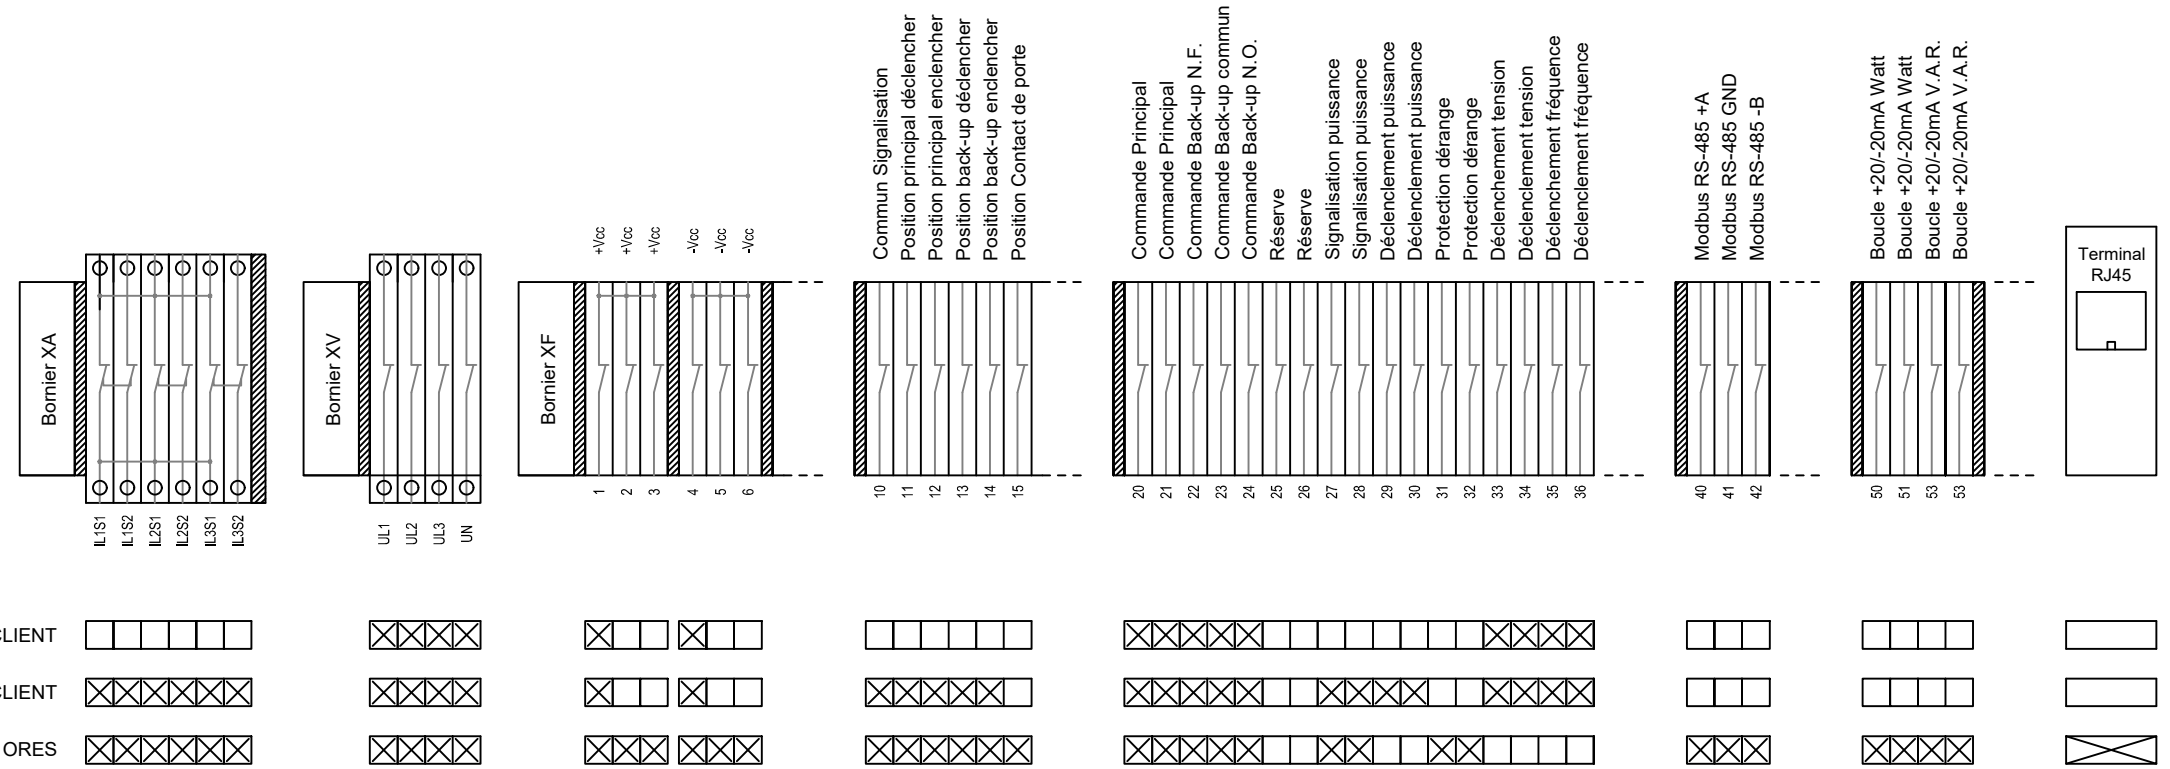 Commun Signalisation
Position principal déclencher
Position principal enclencher
Position back-up déclencher
Position back-up enclencher
Position Contact de porte
Commande Principal
Commande Principal
Commande Back-up N.F.
Commande Back-up commun
Commande Back-up N.O.
Réserve
Réserve
Signalisation puissance
Signalisation puissance
Déclenclement puissance
Déclenclement puissance
Protection dérange
Protection dérange
Déclenchement tension
Déclenclement tension
Déclenchement fréquence
Déclenclement fréquence
Modbus RS-485 +A
Modbus RS-485 GND
Modbus RS-485 -B
Boucle +20/-20mA Watt
Boucle +20/-20mA Watt
Boucle +20/-20mA V.A.R.
Boucle +20/-20mA V.A.R.
+Vcc
+Vcc
+Vcc
-Vcc
-Vcc
-Vcc
Terminal
RJ45
Bornier XA
Bornier XV
Bornier XF
1
2
3
4
5
6
10
11
12
13
14
15
20
21
22
23
24
25
26
27
28
29
30
31
32
33
34
35
36
40
41
42
50
51
53
53
IL1S1
IL1S2
IL2S1
IL2S2
IL3S1
IL3S2
UL1
UL2
UL3
UN
CLIENT
CLIENT
ORES